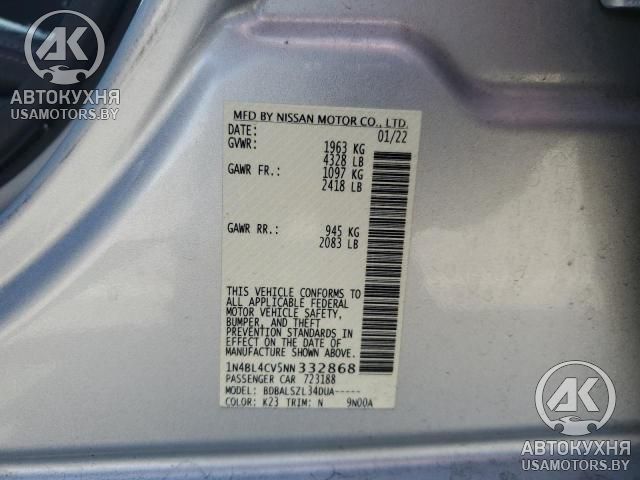 AK
АВТОКУХНЯ
USAMOTORS.BY
MFD BY NISSAN MOTOR CO., LTD.
DATE: 01/22
GVWR: 1963 KG
4328 LB
GAWR FR.: 1097 KG
2418 LB
GAWR RR.: 945 KG
2083 LB
THIS VEHICLE CONFORMS TO
ALL APPLICABLE FEDERAL
MOTOR VEHICLE SAFETY,
BUMPER, AND THEFT
PREVENTION STANDARDS IN
EFFECT ON THE DATE OF
MANUFACTURE SHOWN ABOVE.
1N4BL4CV5NN332868
PASSENGER CAR 723188
MODEL: BDBALSZL34DUA-----
COLOR: K23 TRIM: N 9N00A
AK
АВТОКУХНЯ
USAMOTORS.BY